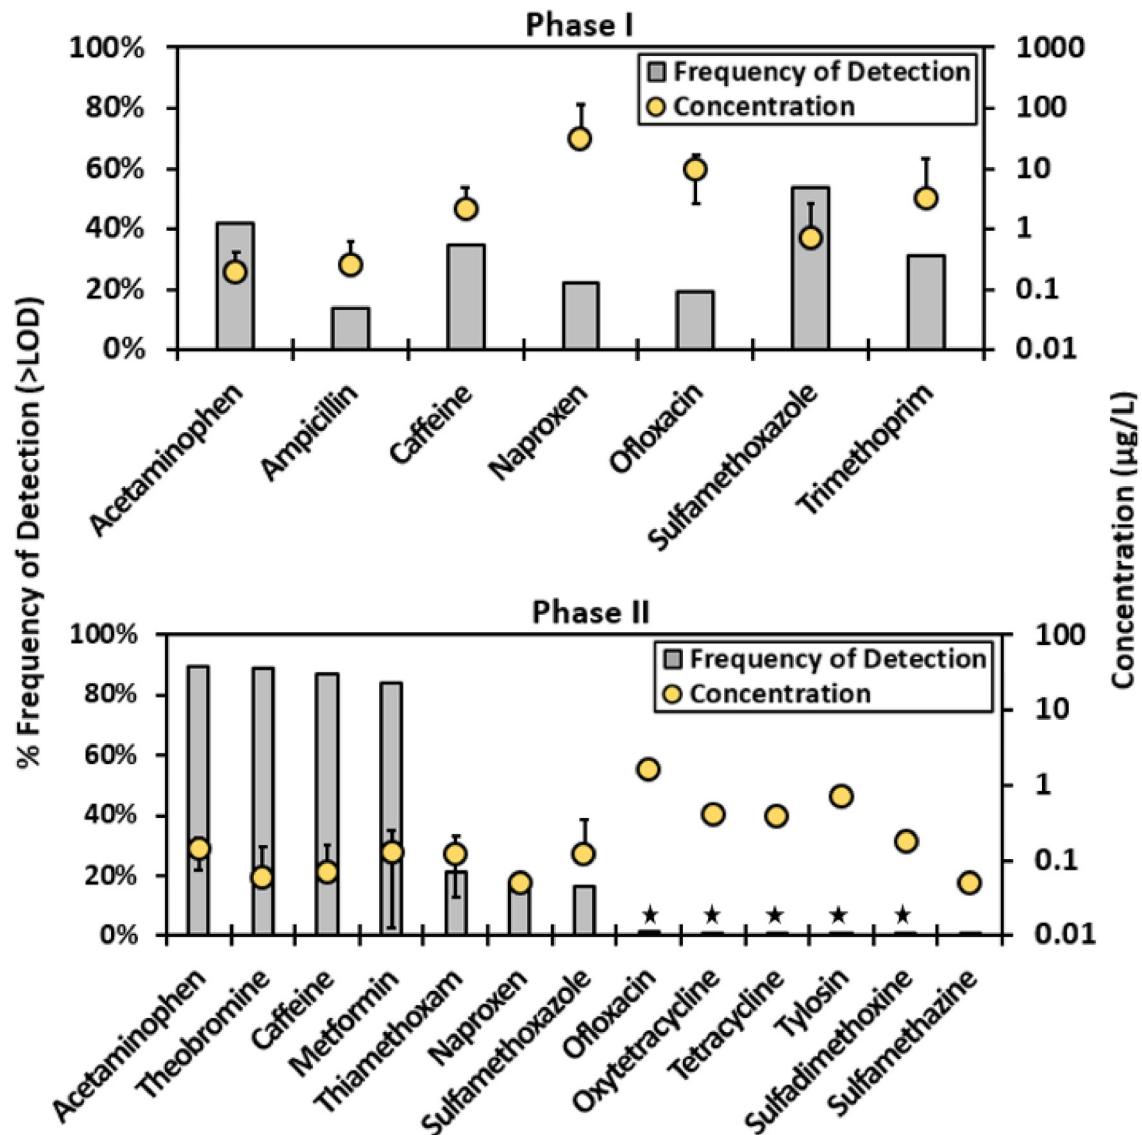 Phase I
Frequency of Detection
Concentration
100%
80%
60%
40%
20%
0%
1000
100
10
1
0.1
0.01
Acetaminophen
Ampicillin
Caffeine
Naproxen
Ofloxacin
Sulfamethoxazole
Trimethoprim
% Frequency of Detection (>LOD)
Concentration (µg/L)
Phase II
Frequency of Detection
Concentration
100%
80%
60%
40%
20%
0%
100
10
1
0.1
0.01
Acetaminophen
Theobromine
Caffeine
Metformin
Thiamethoxam
Naproxen
Sulfamethoxazole
Ofloxacin
Oxytetracycline
Tetracycline
Tylosin
Sulfadimethoxine
Sulfamethazine